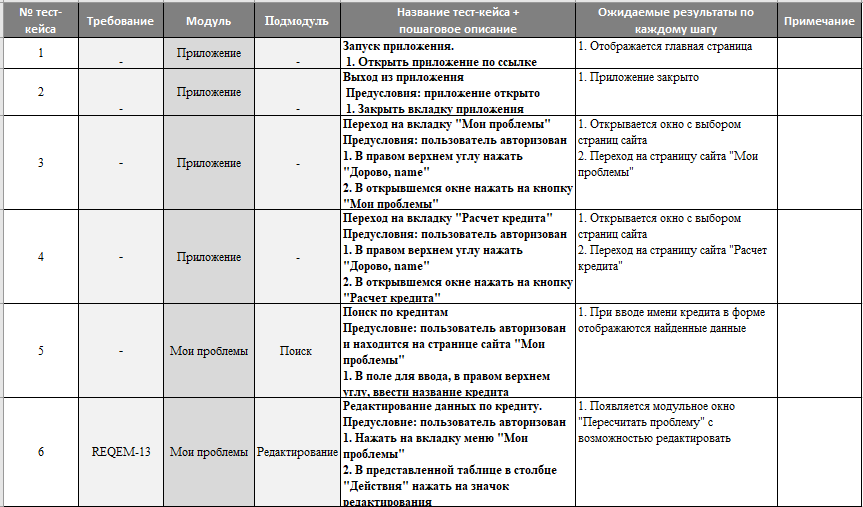 № тест-кейса
Требование
Модуль
Подмодуль
Название тест-кейса +
пошаговое описание
Ожидаемые результаты по
каждому шагу
Примечание
1
-
Приложение
-
Запуск приложения.
1. Открыть приложение по ссылке
1. Отображается главная страница
2
-
Приложение
-
Выход из приложения
Предусловия: приложение открыто
1. Закрыть вкладку приложения
1. Приложение закрыто
3
-
Приложение
-
Переход на вкладку "Мои проблемы"
Предусловия: пользователь авторизован
1. В правом верхнем углу нажать
"Дорово, name"
2. В открывшемся окне нажать на кнопку
"Мои проблемы"
1. Открывается окно с выбором
страниц сайта
2. Переход на страницу сайта "Мои
проблемы"
4
-
Приложение
-
Переход на вкладку "Расчет кредита"
Предусловия: пользователь авторизован
1. В правом верхнем углу нажать
"Дорово, name"
2. В открывшемся окне нажать на кнопку
"Расчет кредита"
1. Открывается окно с выбором
страниц сайта
2. Переход на страницу сайта "Расчет
кредита"
5
-
Мои проблемы
Поиск
Поиск по кредитам
Предусловие: пользователь авторизован
и находится на странице сайта "Мои
проблемы"
1. В поле для ввода, в правом верхнем
углу, ввести название кредита
1. При вводе имени кредита в форме
отображаются найденные данные
6
REQEM-13
Мои проблемы
Редактирование
Редактирование данных по кредиту.
Предусловие: пользователь авторизован
1. Нажать на вкладку меню "Мои
проблемы"
2. В представленной таблице в столбце
"Действия" нажать на значок
редактирования
1. Появляется модульное окно
"Пересчитать проблему" с
возможностью редактировать